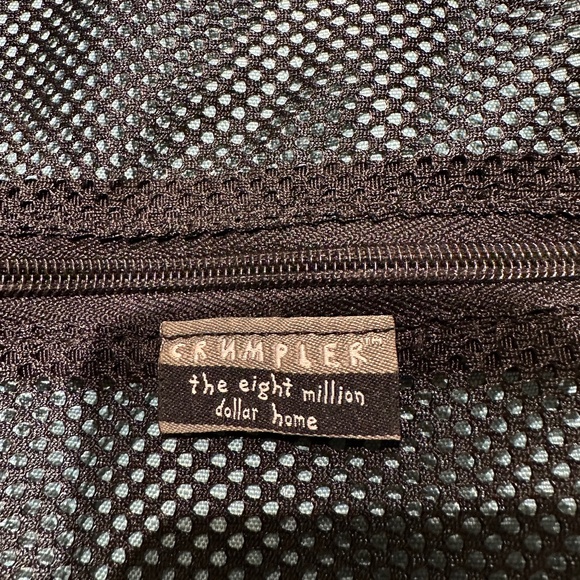 CRUMPLER™
the eight million
dollar home